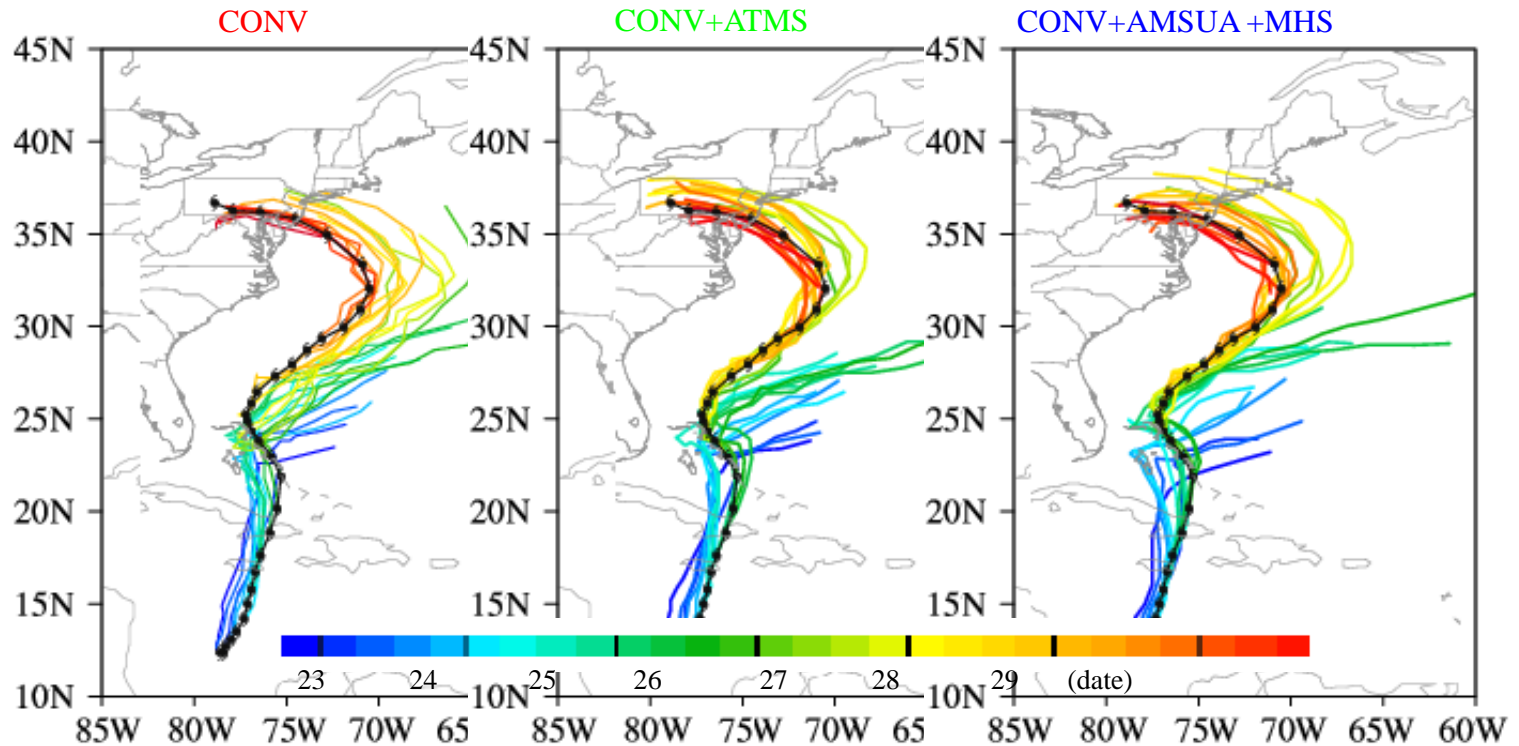 CONV CONV+ATMS CONV+AMSUA +MHS
45N 45N 45N
40N 40N 40N
35N 35N 35N
30N 30N 30N
25N 25N 25N
20N 20N 20N
15N 15N 15N
23 24 25 26 27 28 29 (date)
10N 10N 10N
85W 80W 75W 70W 65 85W 80W 75W 70W 65 85W 80W 75W 70W 65W 60W